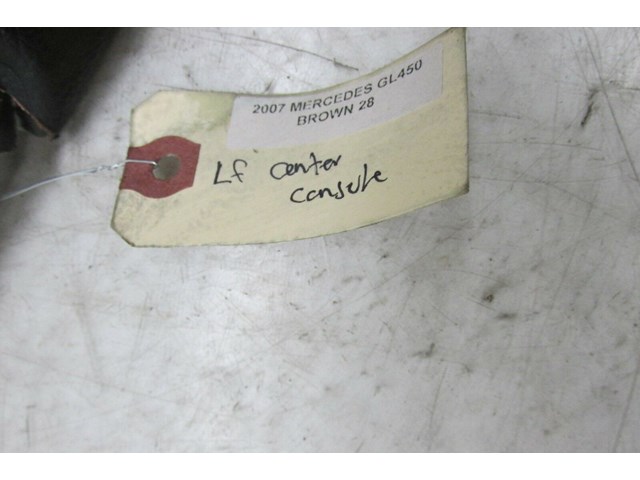 2007 MERCEDES GL450
BROWN 28
Lf center
console